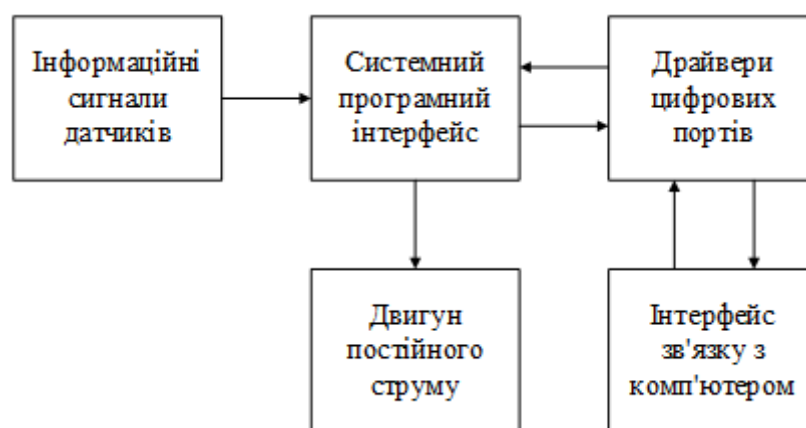 Інформаційні
сигнали
датчиків
Системний
програмний
інтерфейс
Драйвери
цифрових
портів
Двигун
постійного
струму
Інтерфейс
зв'язку з
комп'ютером